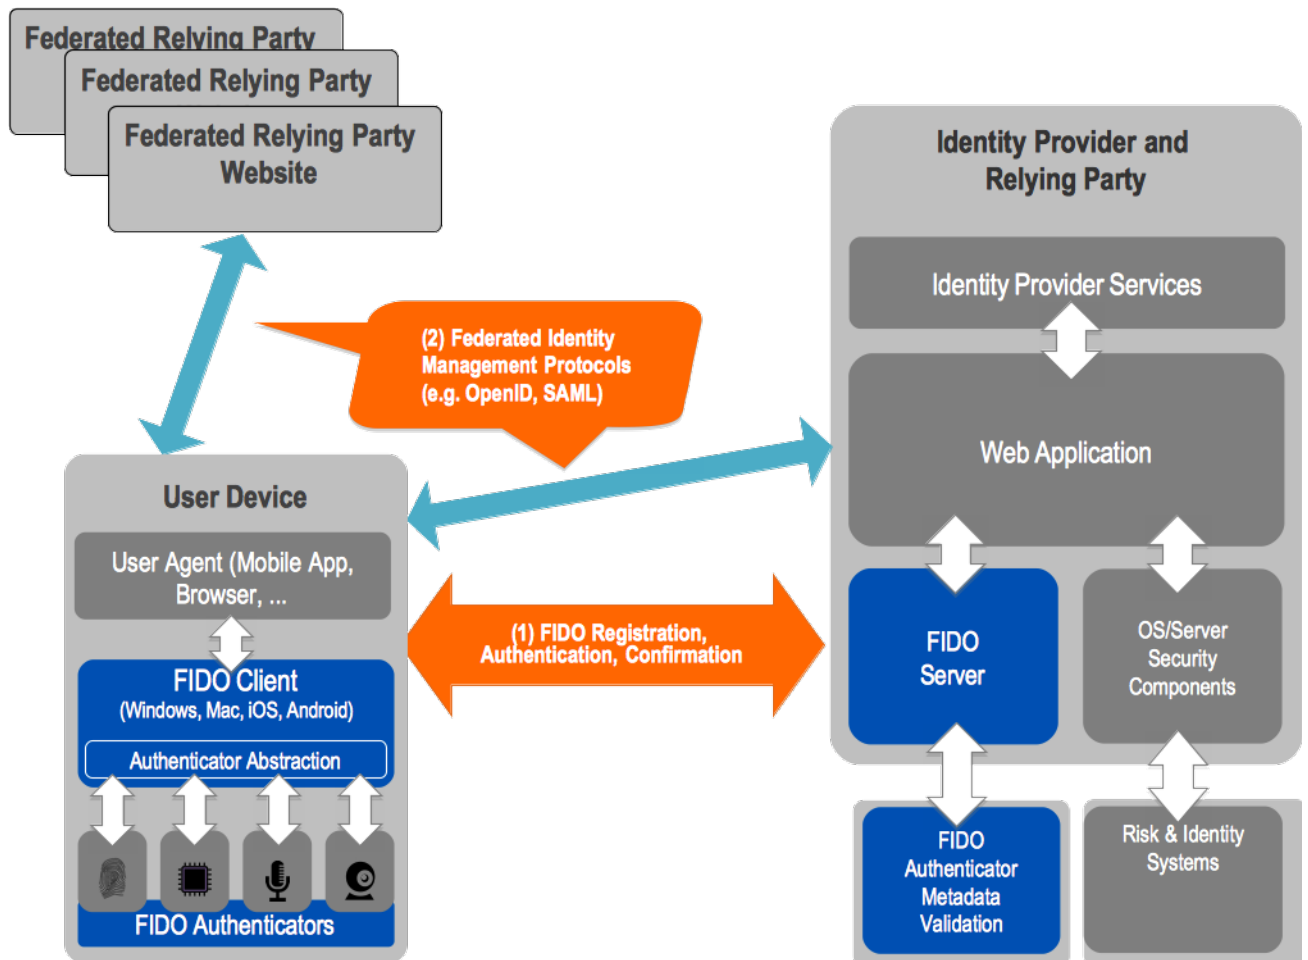 Federated Relying Party
Federated Relying Party
Federated Relying Party
Website
Identity Provider and
Relying Party
Identity Provider Services
(2) Federated Identity
Management Protocols
(e.g. OpenID, SAML)
Web Application
User Device
User Agent (Mobile App,
Browser, ...
(1) FIDO Registration,
Authentication, Confirmation
FIDO
Server
OS/Server
Security
Components
FIDO Client
(Windows, Mac, iOS, Android)
Authenticator Abstraction
FIDO Authenticators
FIDO
Authenticator
Metadata
Validation
Risk & Identity
Systems